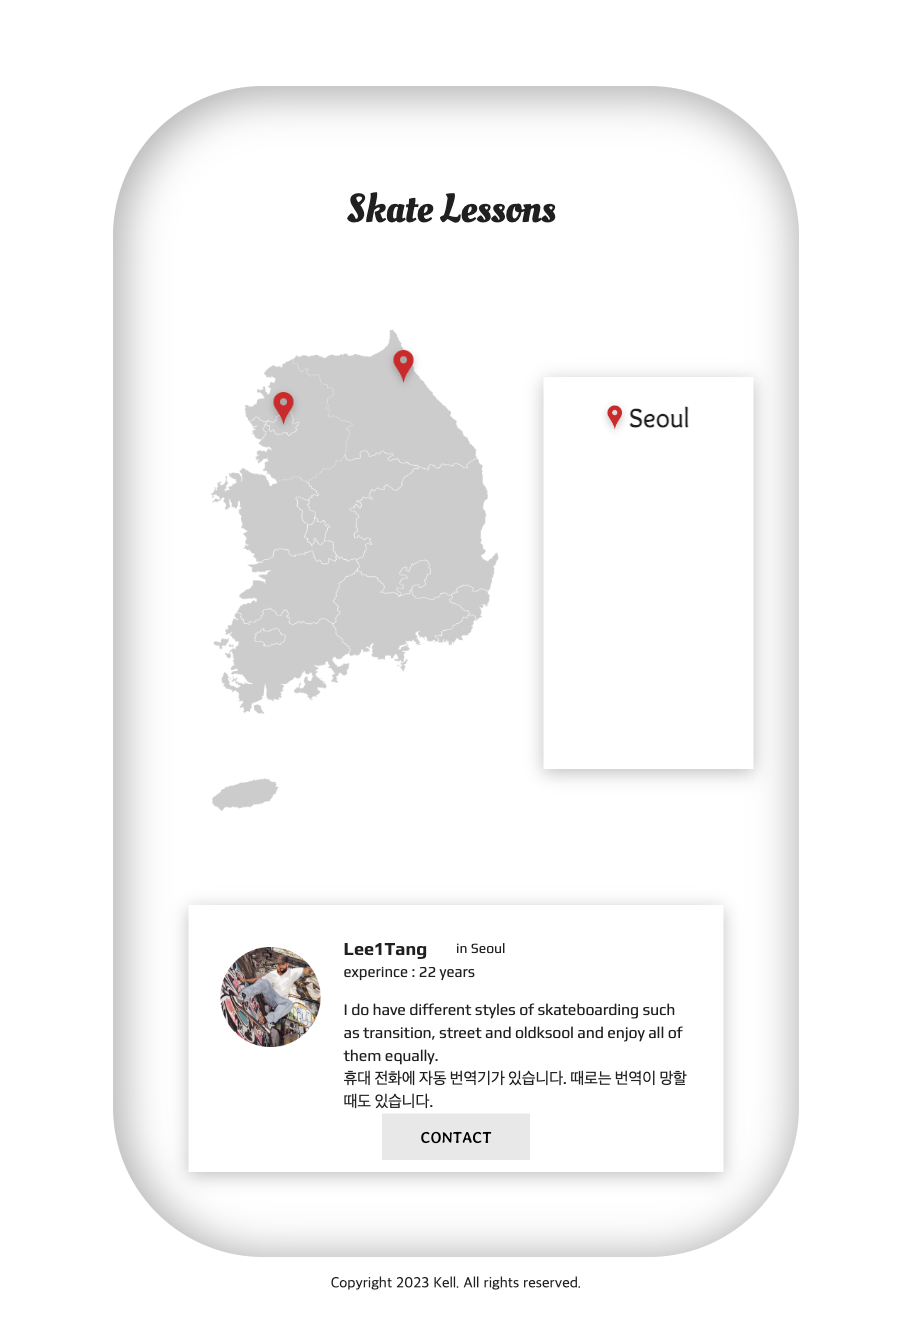 Skate Lessons
Seoul
Lee1Tang in Seoul
experince : 22 years
I do have different styles of skateboarding such
as transition, street and oldksool and enjoy all of
them equally.
휴대 전화에 자동 번역기가 있습니다. 때로는 번역이 망할
때도 있습니다.
CONTACT
Copyright 2023 Kell. All rights reserved.